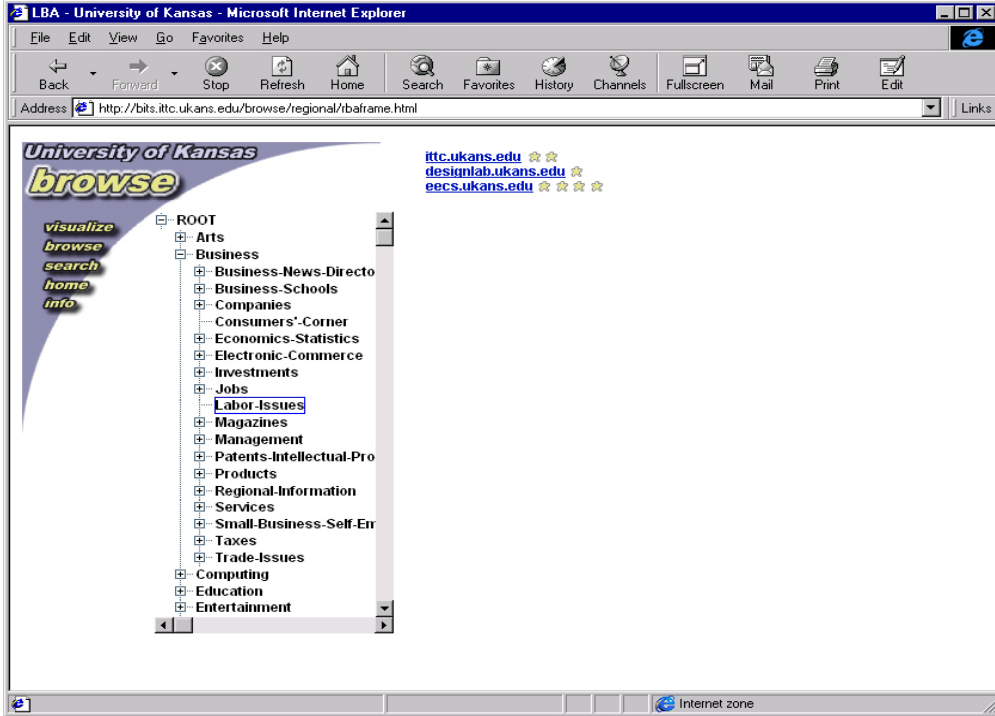 LBA - University of Kansas - Microsoft Internet Explorer
File Edit View Go Favorites Help
Back Forward Stop Refresh Home Search Favorites History Channels Fullscreen Mail Print Edit
Address http://bits.ittc.ukans.edu/browse/regional/rbaframe.html Links
University of Kansas
browse
visualize
browse
search
home
info
ROOT
Arts
Business
Business-News-Directo
Business-Schools
Companies
Consumers'-Corner
Economics-Statistics
Electronic-Commerce
Investments
Jobs
Labor-Issues
Magazines
Management
Patents-Intellectual-Pro
Products
Regional-Information
Services
Small-Business-Self-Em
Taxes
Trade-Issues
Computing
Education
Entertainment
ittc.ukans.edu
designlab.ukans.edu
eecs.ukans.edu
Internet zone